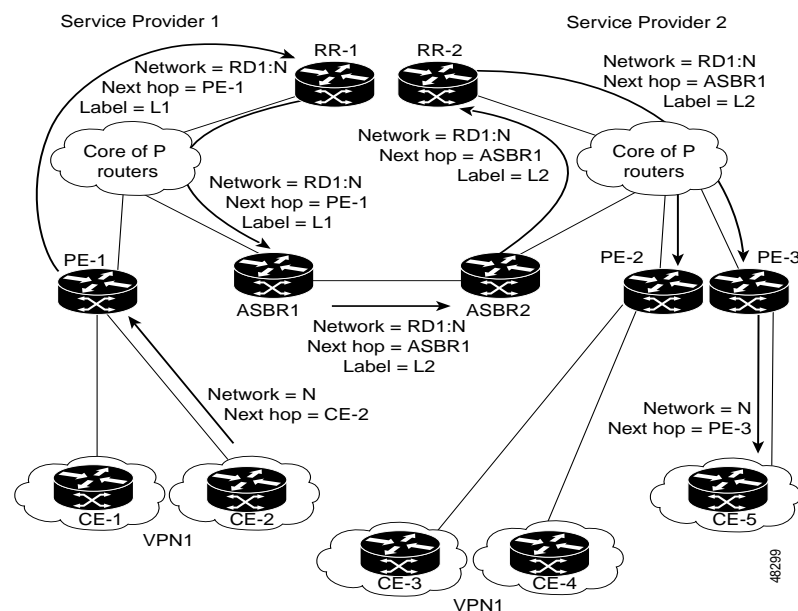 Service Provider 1
Service Provider 2
RR-1
RR-2
Network = RD1:N
Next hop = PE-1
Label = L1
Network = RD1:N
Next hop = ASBR1
Label = L2
Network = RD1:N
Next hop = ASBR1
Label = L2
Core of P
routers
Core of P
routers
Network = RD1:N
Next hop = PE-1
Label = L1
PE-1
PE-2
PE-3
ASBR1
ASBR2
Network = RD1:N
Next hop = ASBR1
Label = L2
Network = N
Next hop = CE-2
Network = N
Next hop = PE-3
CE-1
CE-2
CE-5
VPN1
CE-3
CE-4
VPN1
48299